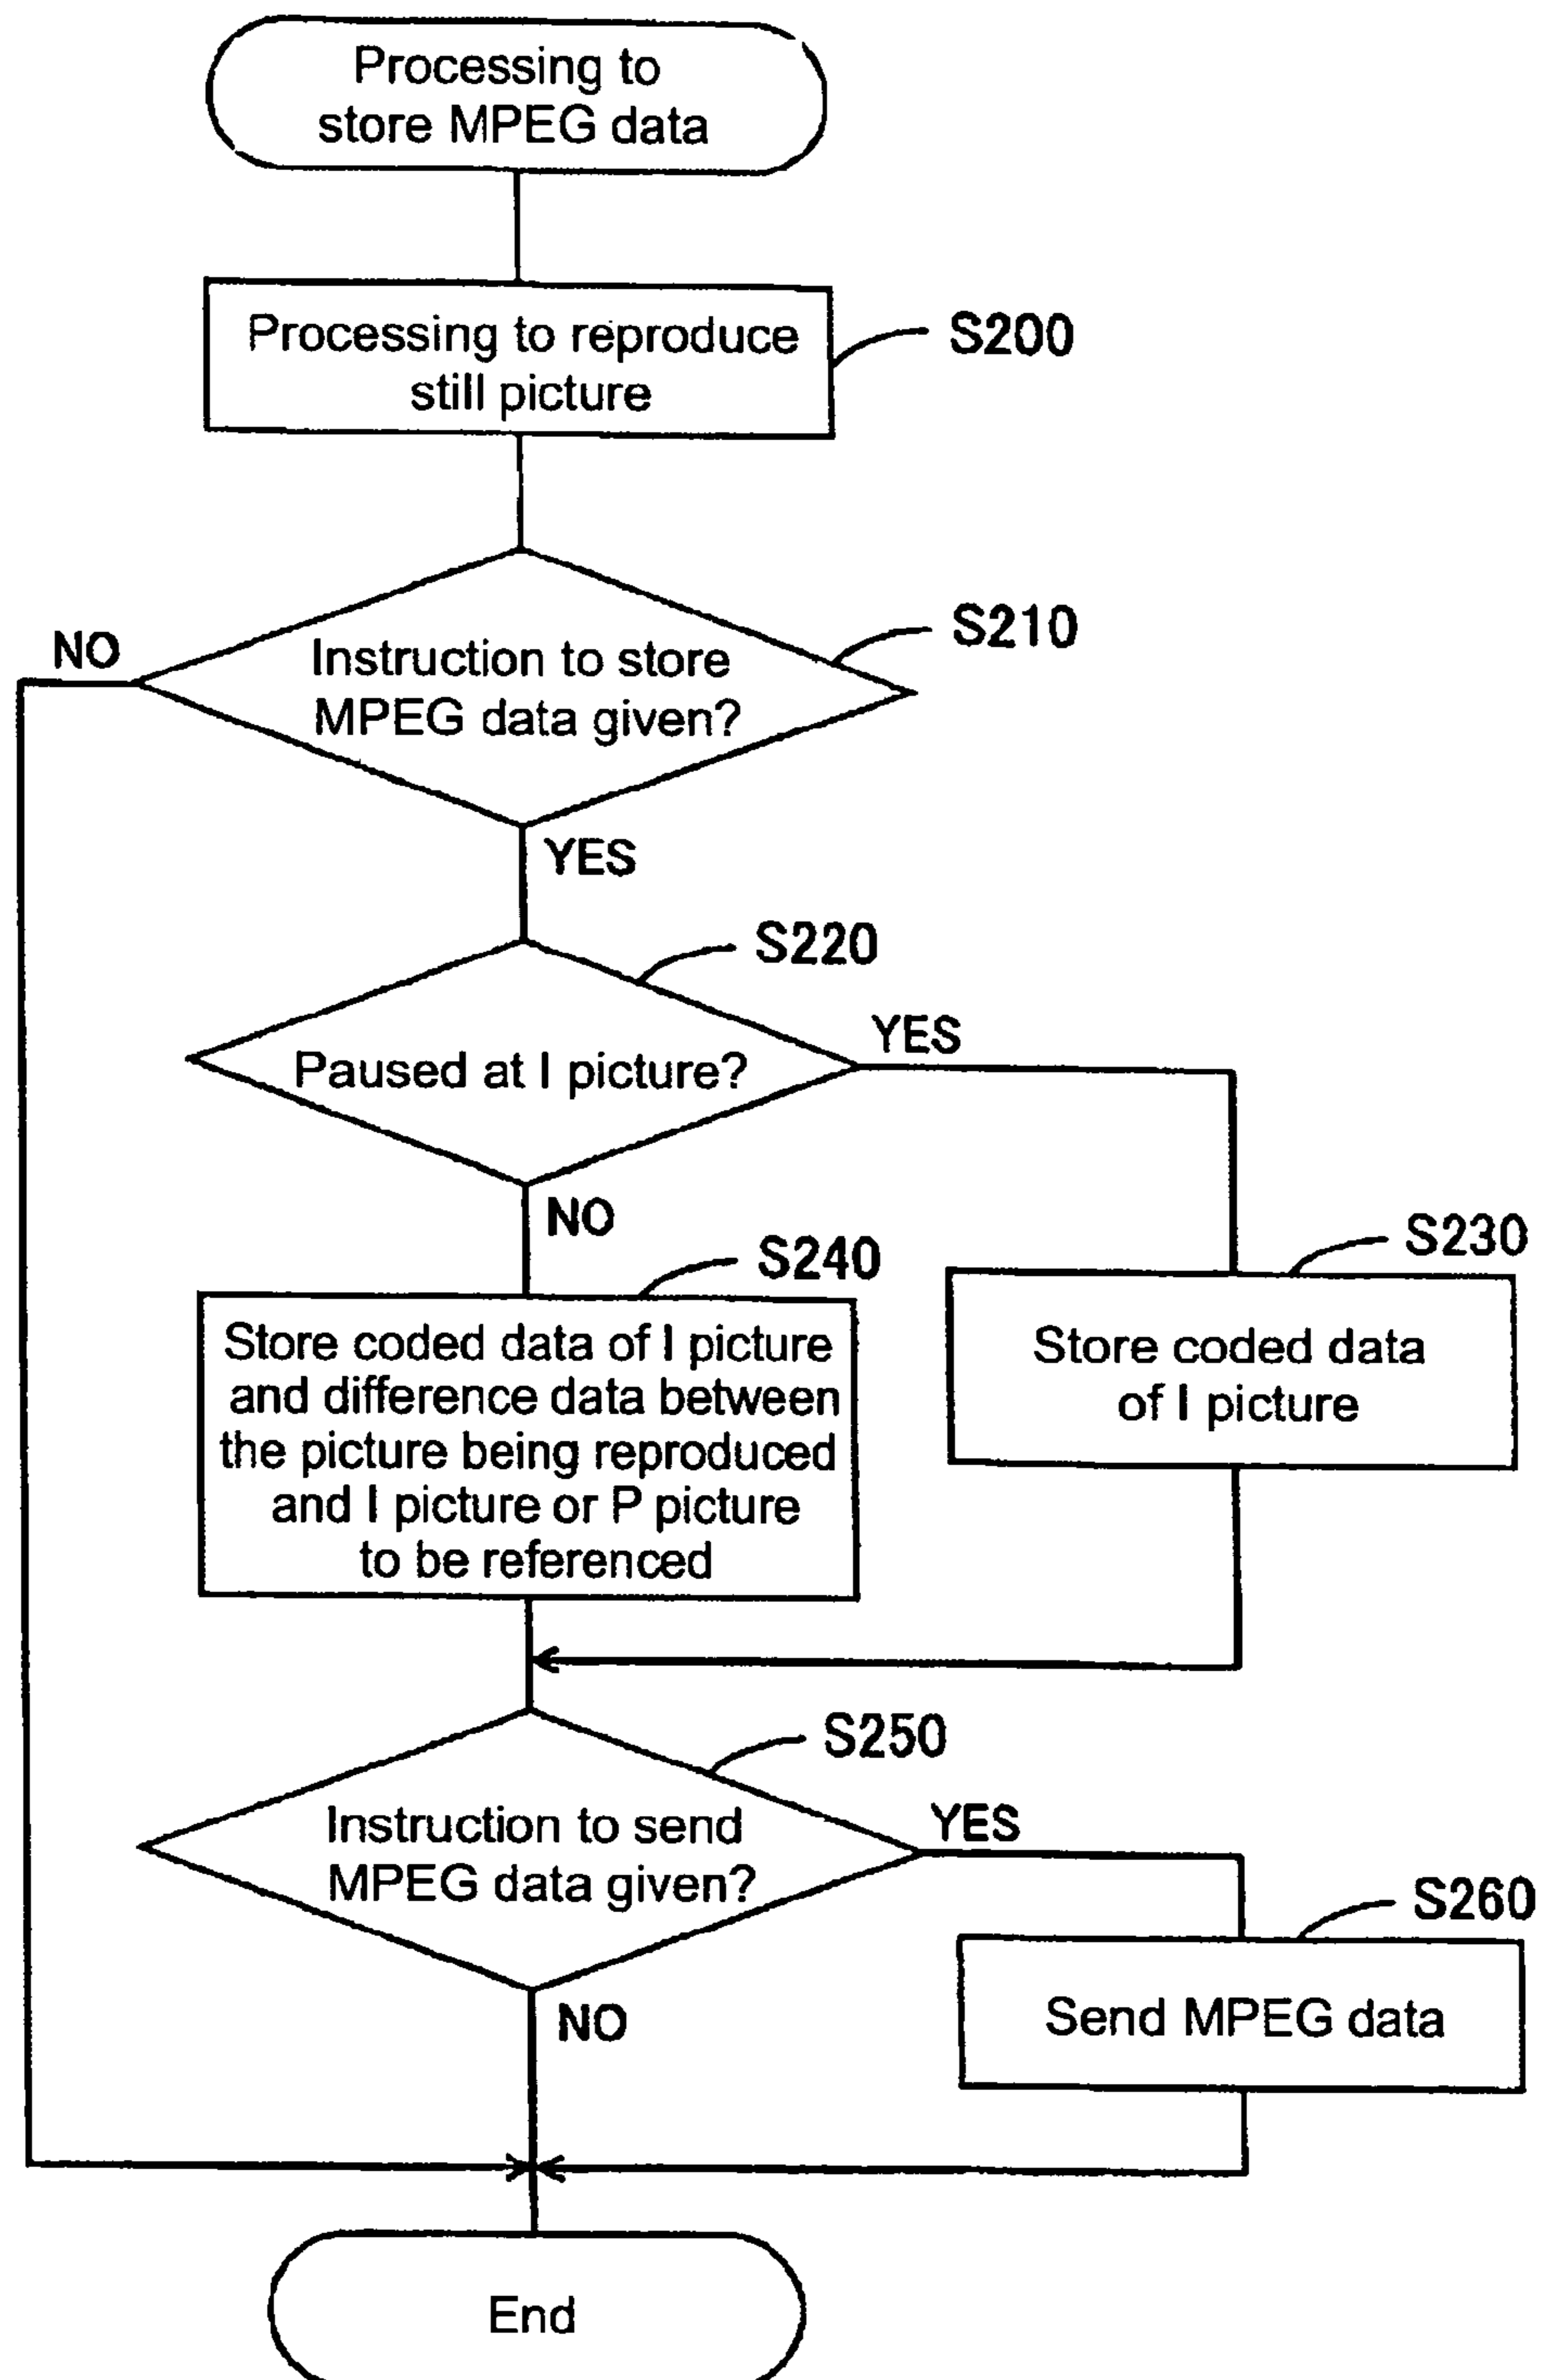 Processing to
store MPEG data
Processing to reproduce
still picture
S200
S210
NO
Instruction to store
MPEG data given?
YES
S220
YES
Paused at I picture?
NO
S230
S240
Store coded data of I picture
and difference data between
the picture being reproduced
and I picture or P picture
to be referenced
Store coded data
of I picture
S250
YES
Instruction to send
MPEG data given?
S260
NO
Send MPEG data
End